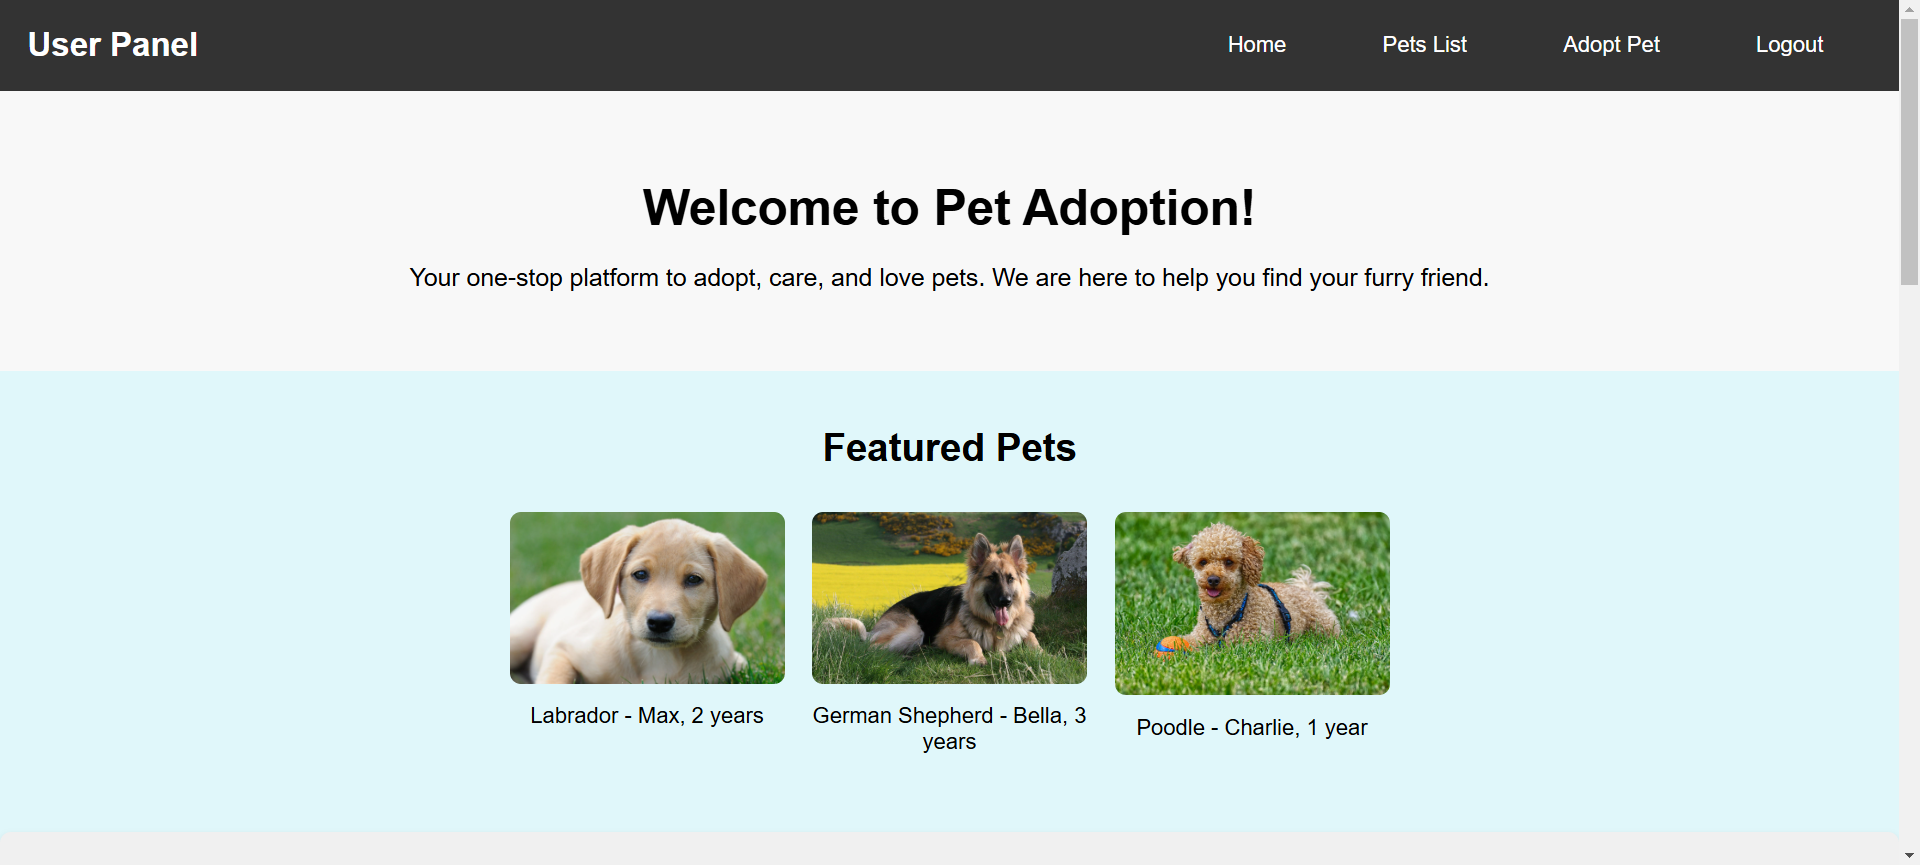 User Panel
Home
Pets List
Adopt Pet
Logout
Welcome to Pet Adoption!
Your one-stop platform to adopt, care, and love pets. We are here to help you find your furry friend.
Featured Pets
Labrador - Max, 2 years
German Shepherd - Bella, 3
years
Poodle - Charlie, 1 year